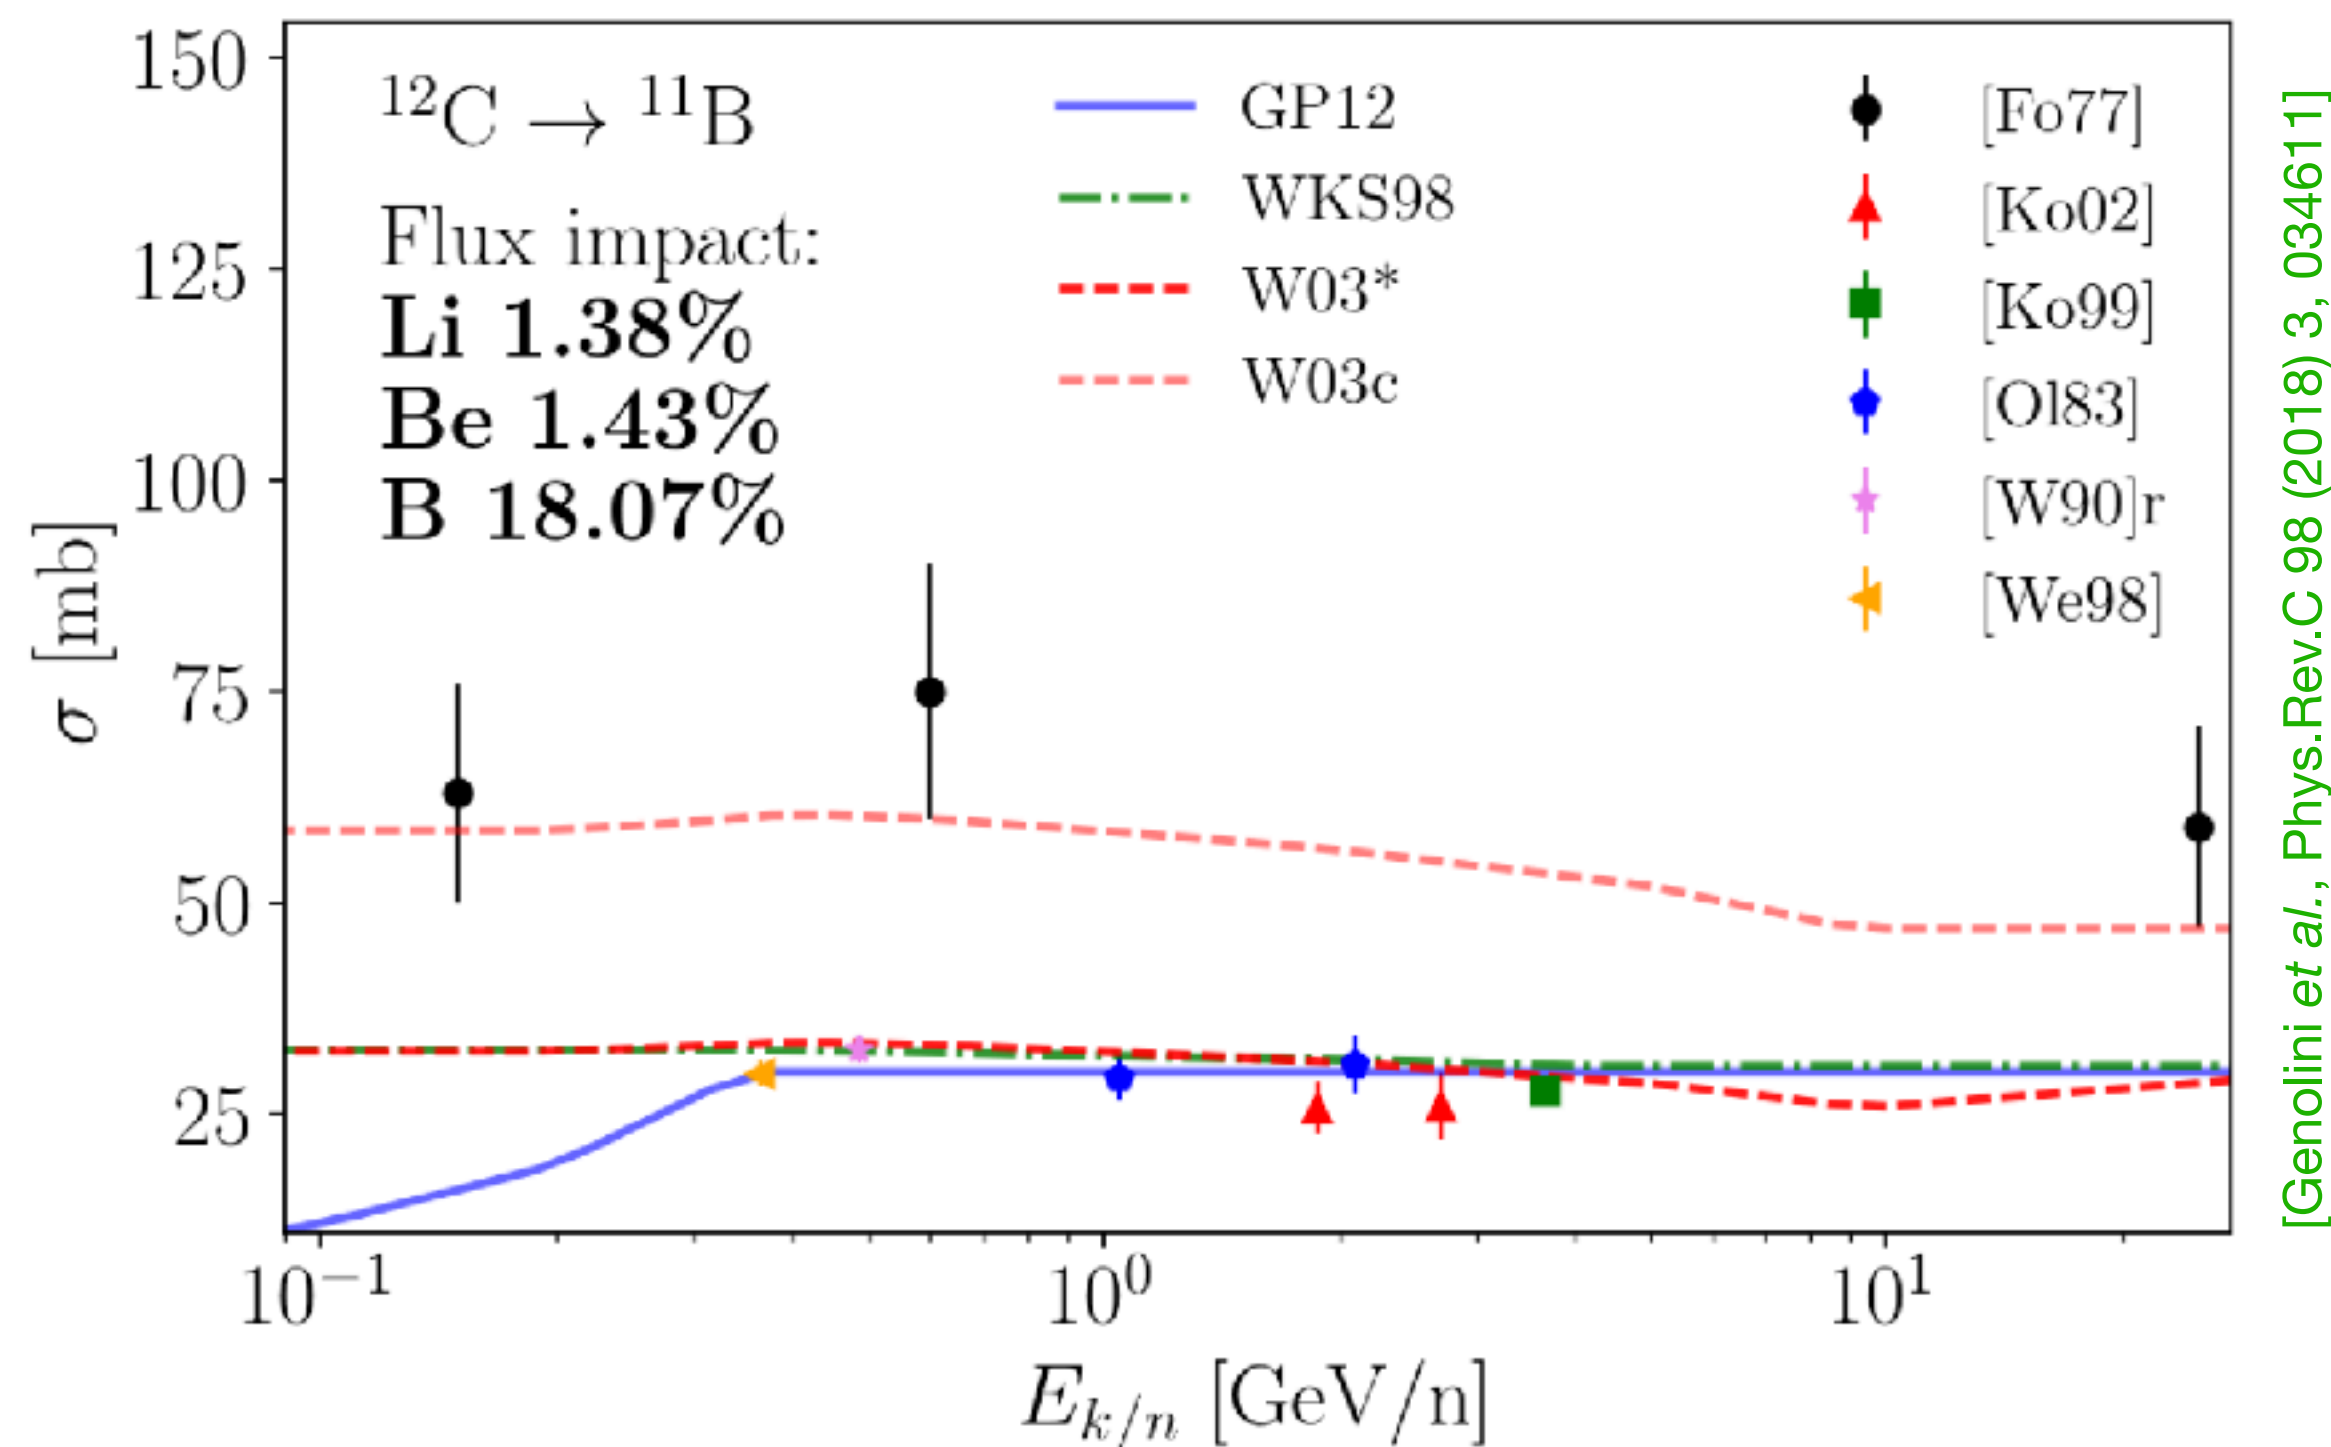 150
125
100
75
50
25
σ [mb]
¹²C → ¹¹B
Flux impact:
Li 1.38%
Be 1.43%
B 18.07%
GP12
WKS98
W03*
W03c
[Fo77]
[Ko02]
[Ko99]
[Ol83]
[W90]r
[We98]
10⁻¹
10⁰
10¹
E_{k/n} [GeV/n]
[Genolini et al., Phys.Rev.C 98 (2018) 3, 034611]